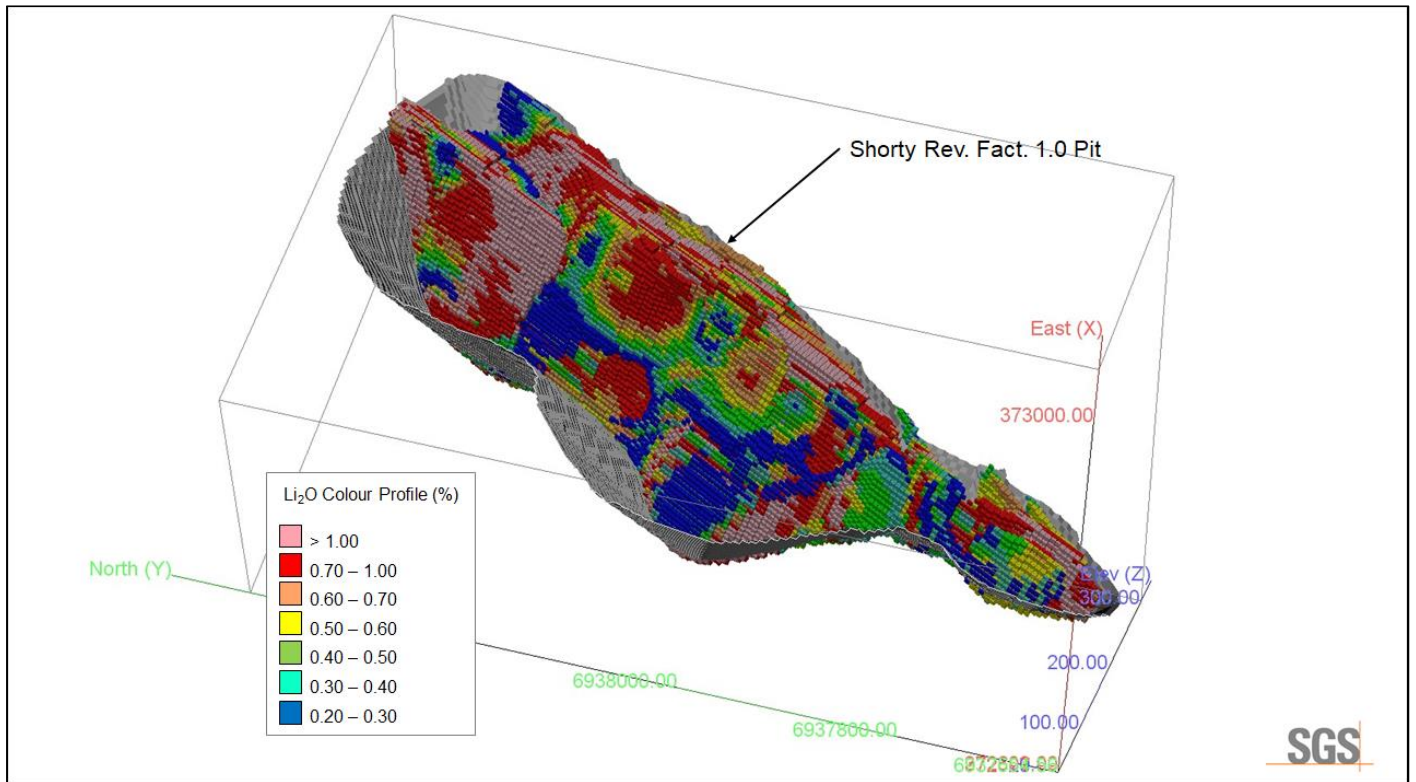 Shorty Rev. Fact. 1.0 Pit
East (X)
373000.00
Li₂O Colour Profile (%)
> 1.00
0.70 – 1.00
0.60 – 0.70
0.50 – 0.60
0.40 – 0.50
0.30 – 0.40
0.20 – 0.30
North (Y)
(Z)
300.00
200.00
100.00
6938000.00
6937800.00
SGS